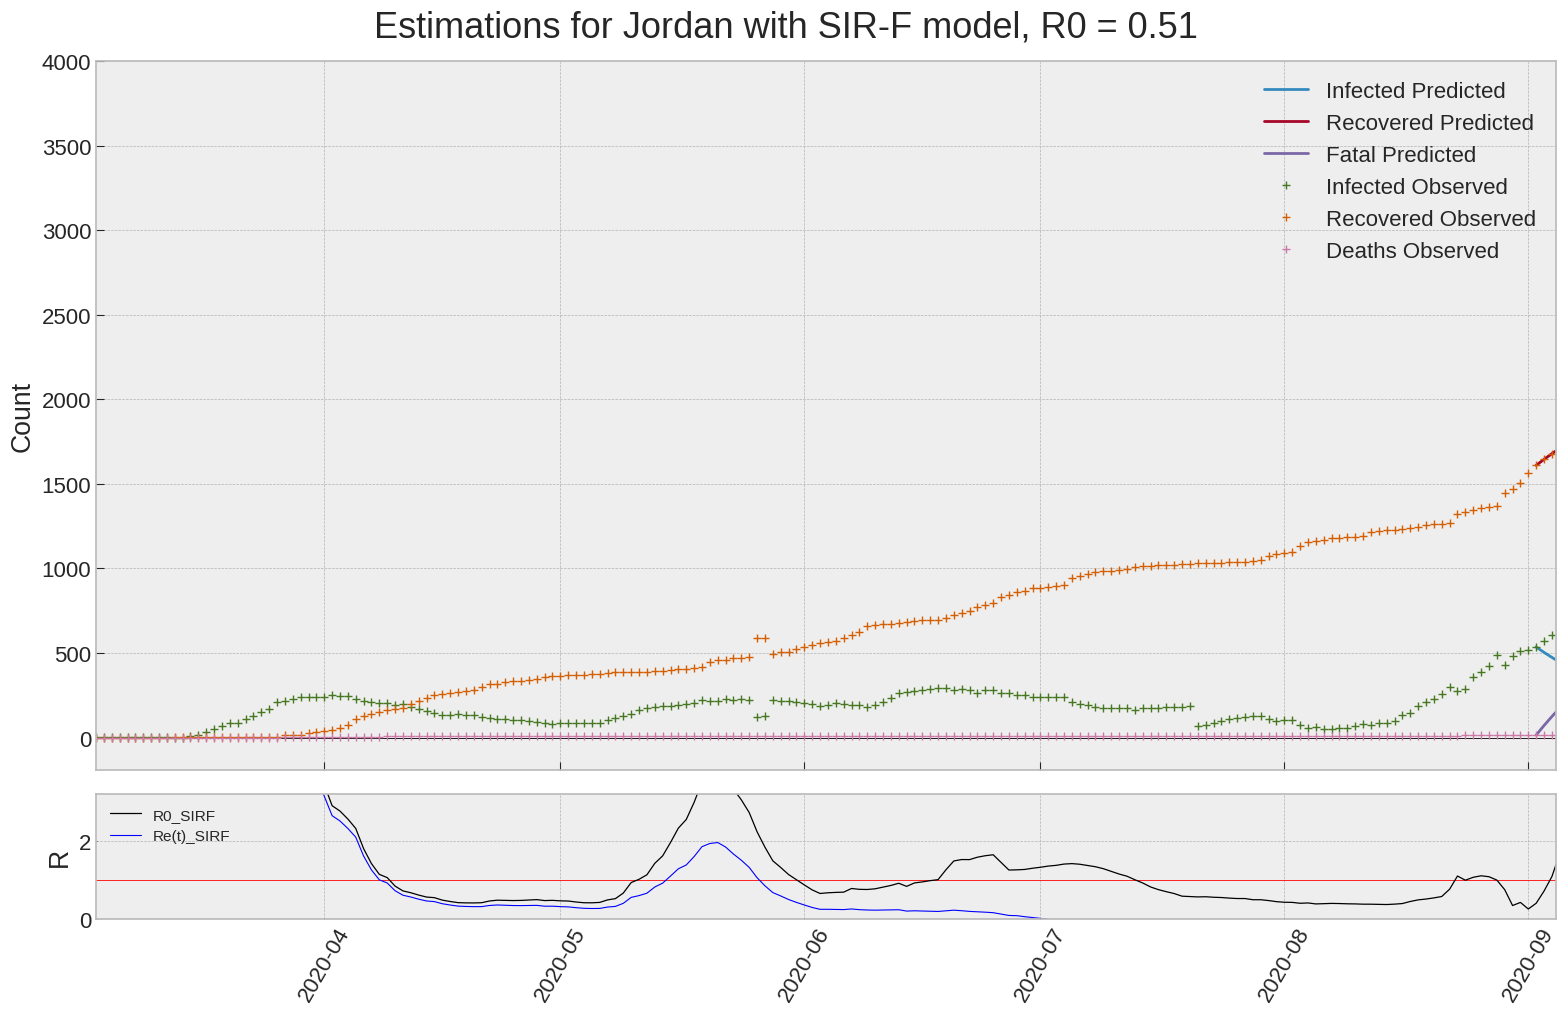 Estimations for Jordan with SIR-F model, R0 = 0.51
4000
3500
3000
2500
2000
1500
1000
500
0
Count
Infected Predicted
Recovered Predicted
Fatal Predicted
Infected Observed
Recovered Observed
Deaths Observed
R0_SIRF
Re(t)_SIRF
2
0
R
2020-04
2020-05
2020-06
2020-07
2020-08
2020-09